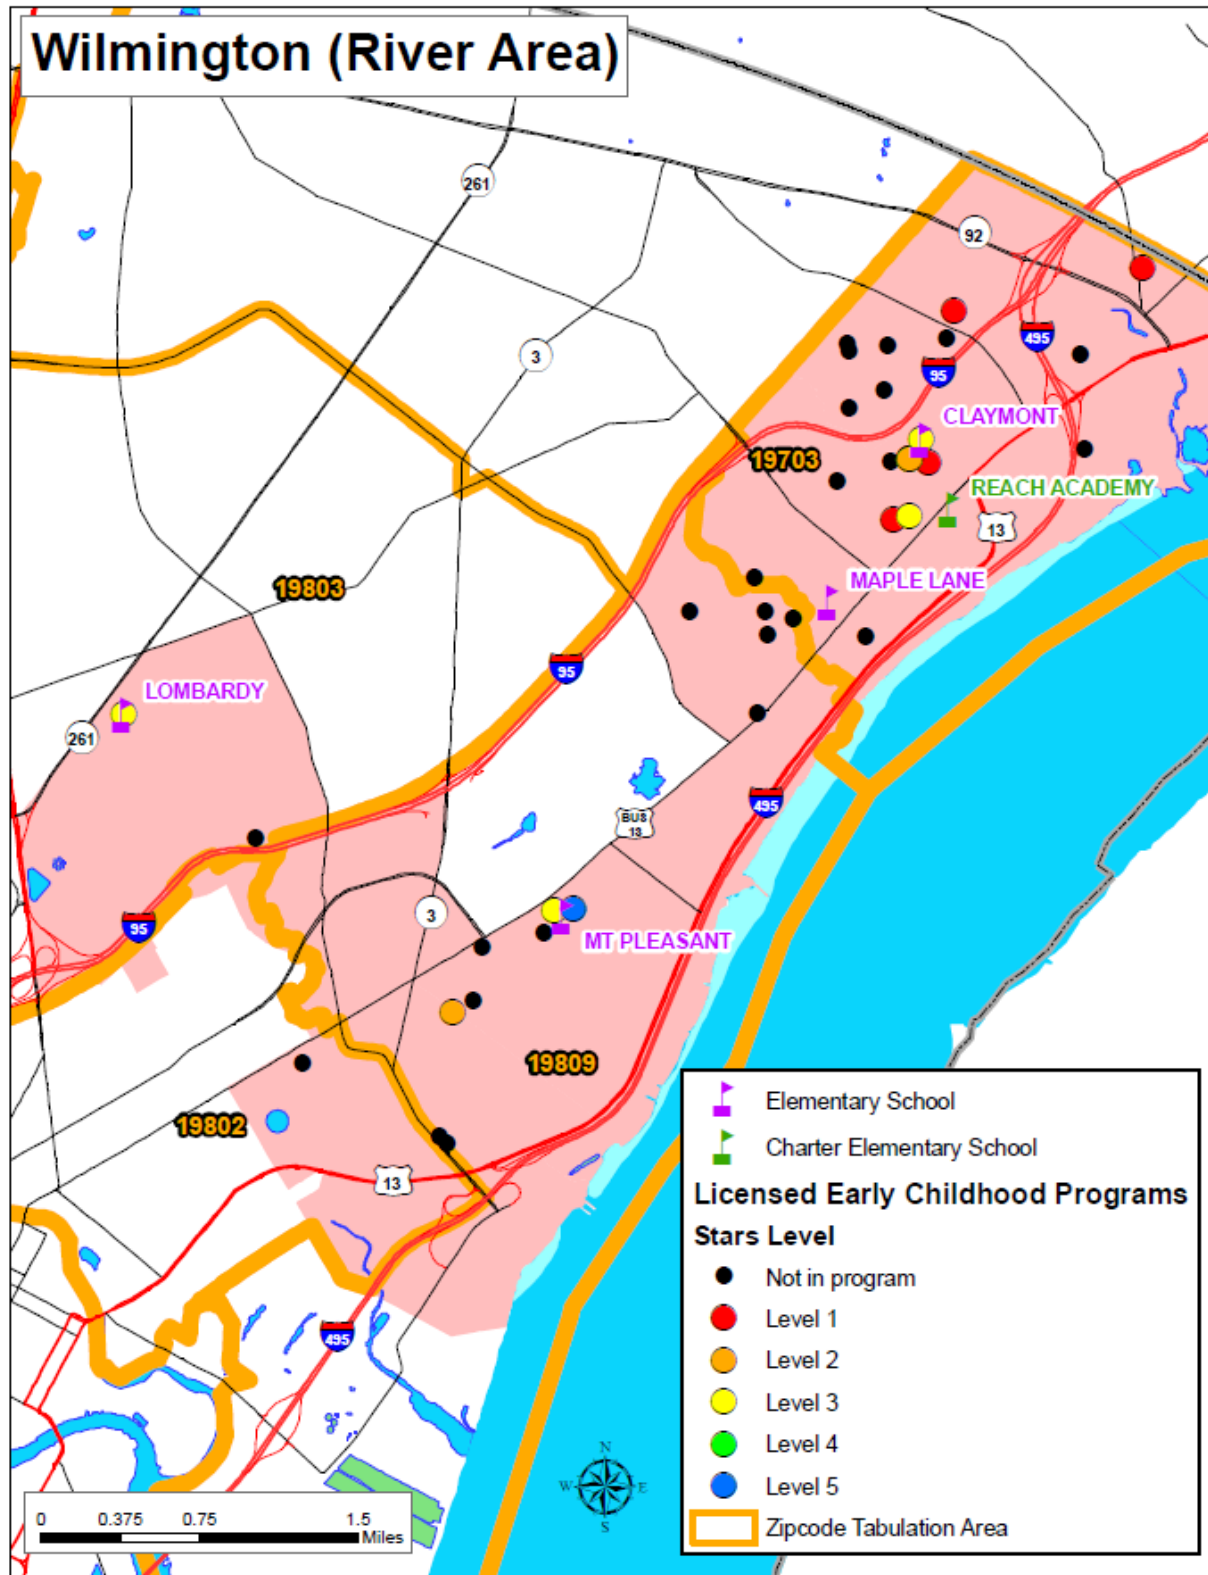 Wilmington (River Area)
261
92
3
495
95
CLAYMONT
19703
REACH ACADEMY
13
MAPLE LANE
19803
95
LOMBARDY
261
495
BUS
13
3
95
MT PLEASANT
19809
19802
13
495
Elementary School
Charter Elementary School
Licensed Early Childhood Programs
Stars Level
Not in program
Level 1
Level 2
Level 3
Level 4
Level 5
Zipcode Tabulation Area
N
W E
S
0 0.375 0.75 1.5
Miles